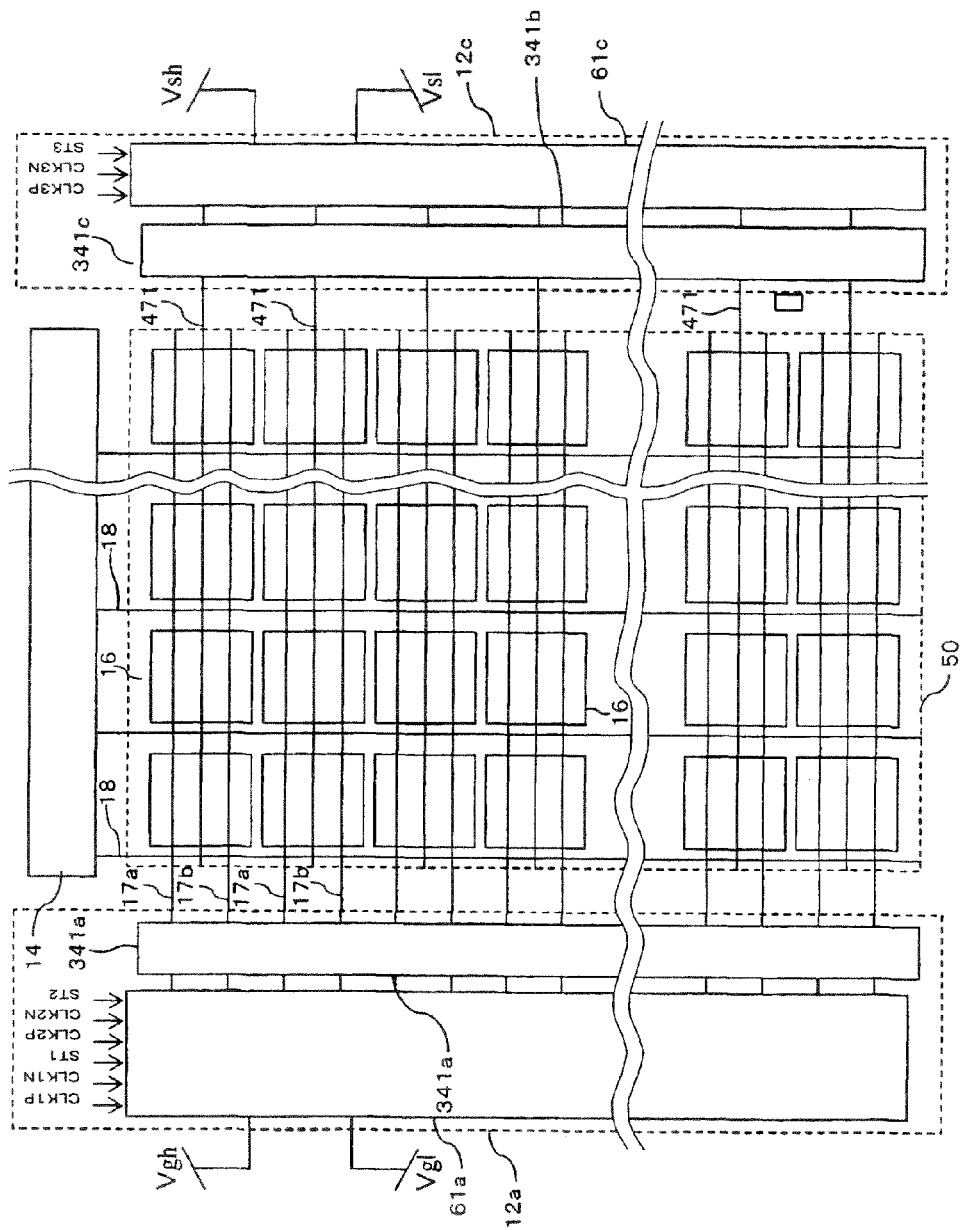 Vsh
Vsl
12c
341b
61c
ST3
CLK3N
CLK3P
341c
471
471
471
18
16
18
16
50
17a
17b
17a
17b
14
341a
ST2
CLK2N
CLK2P
ST1
CLK1N
CLK1P
341a
Vgh
Vgl
61a
12a